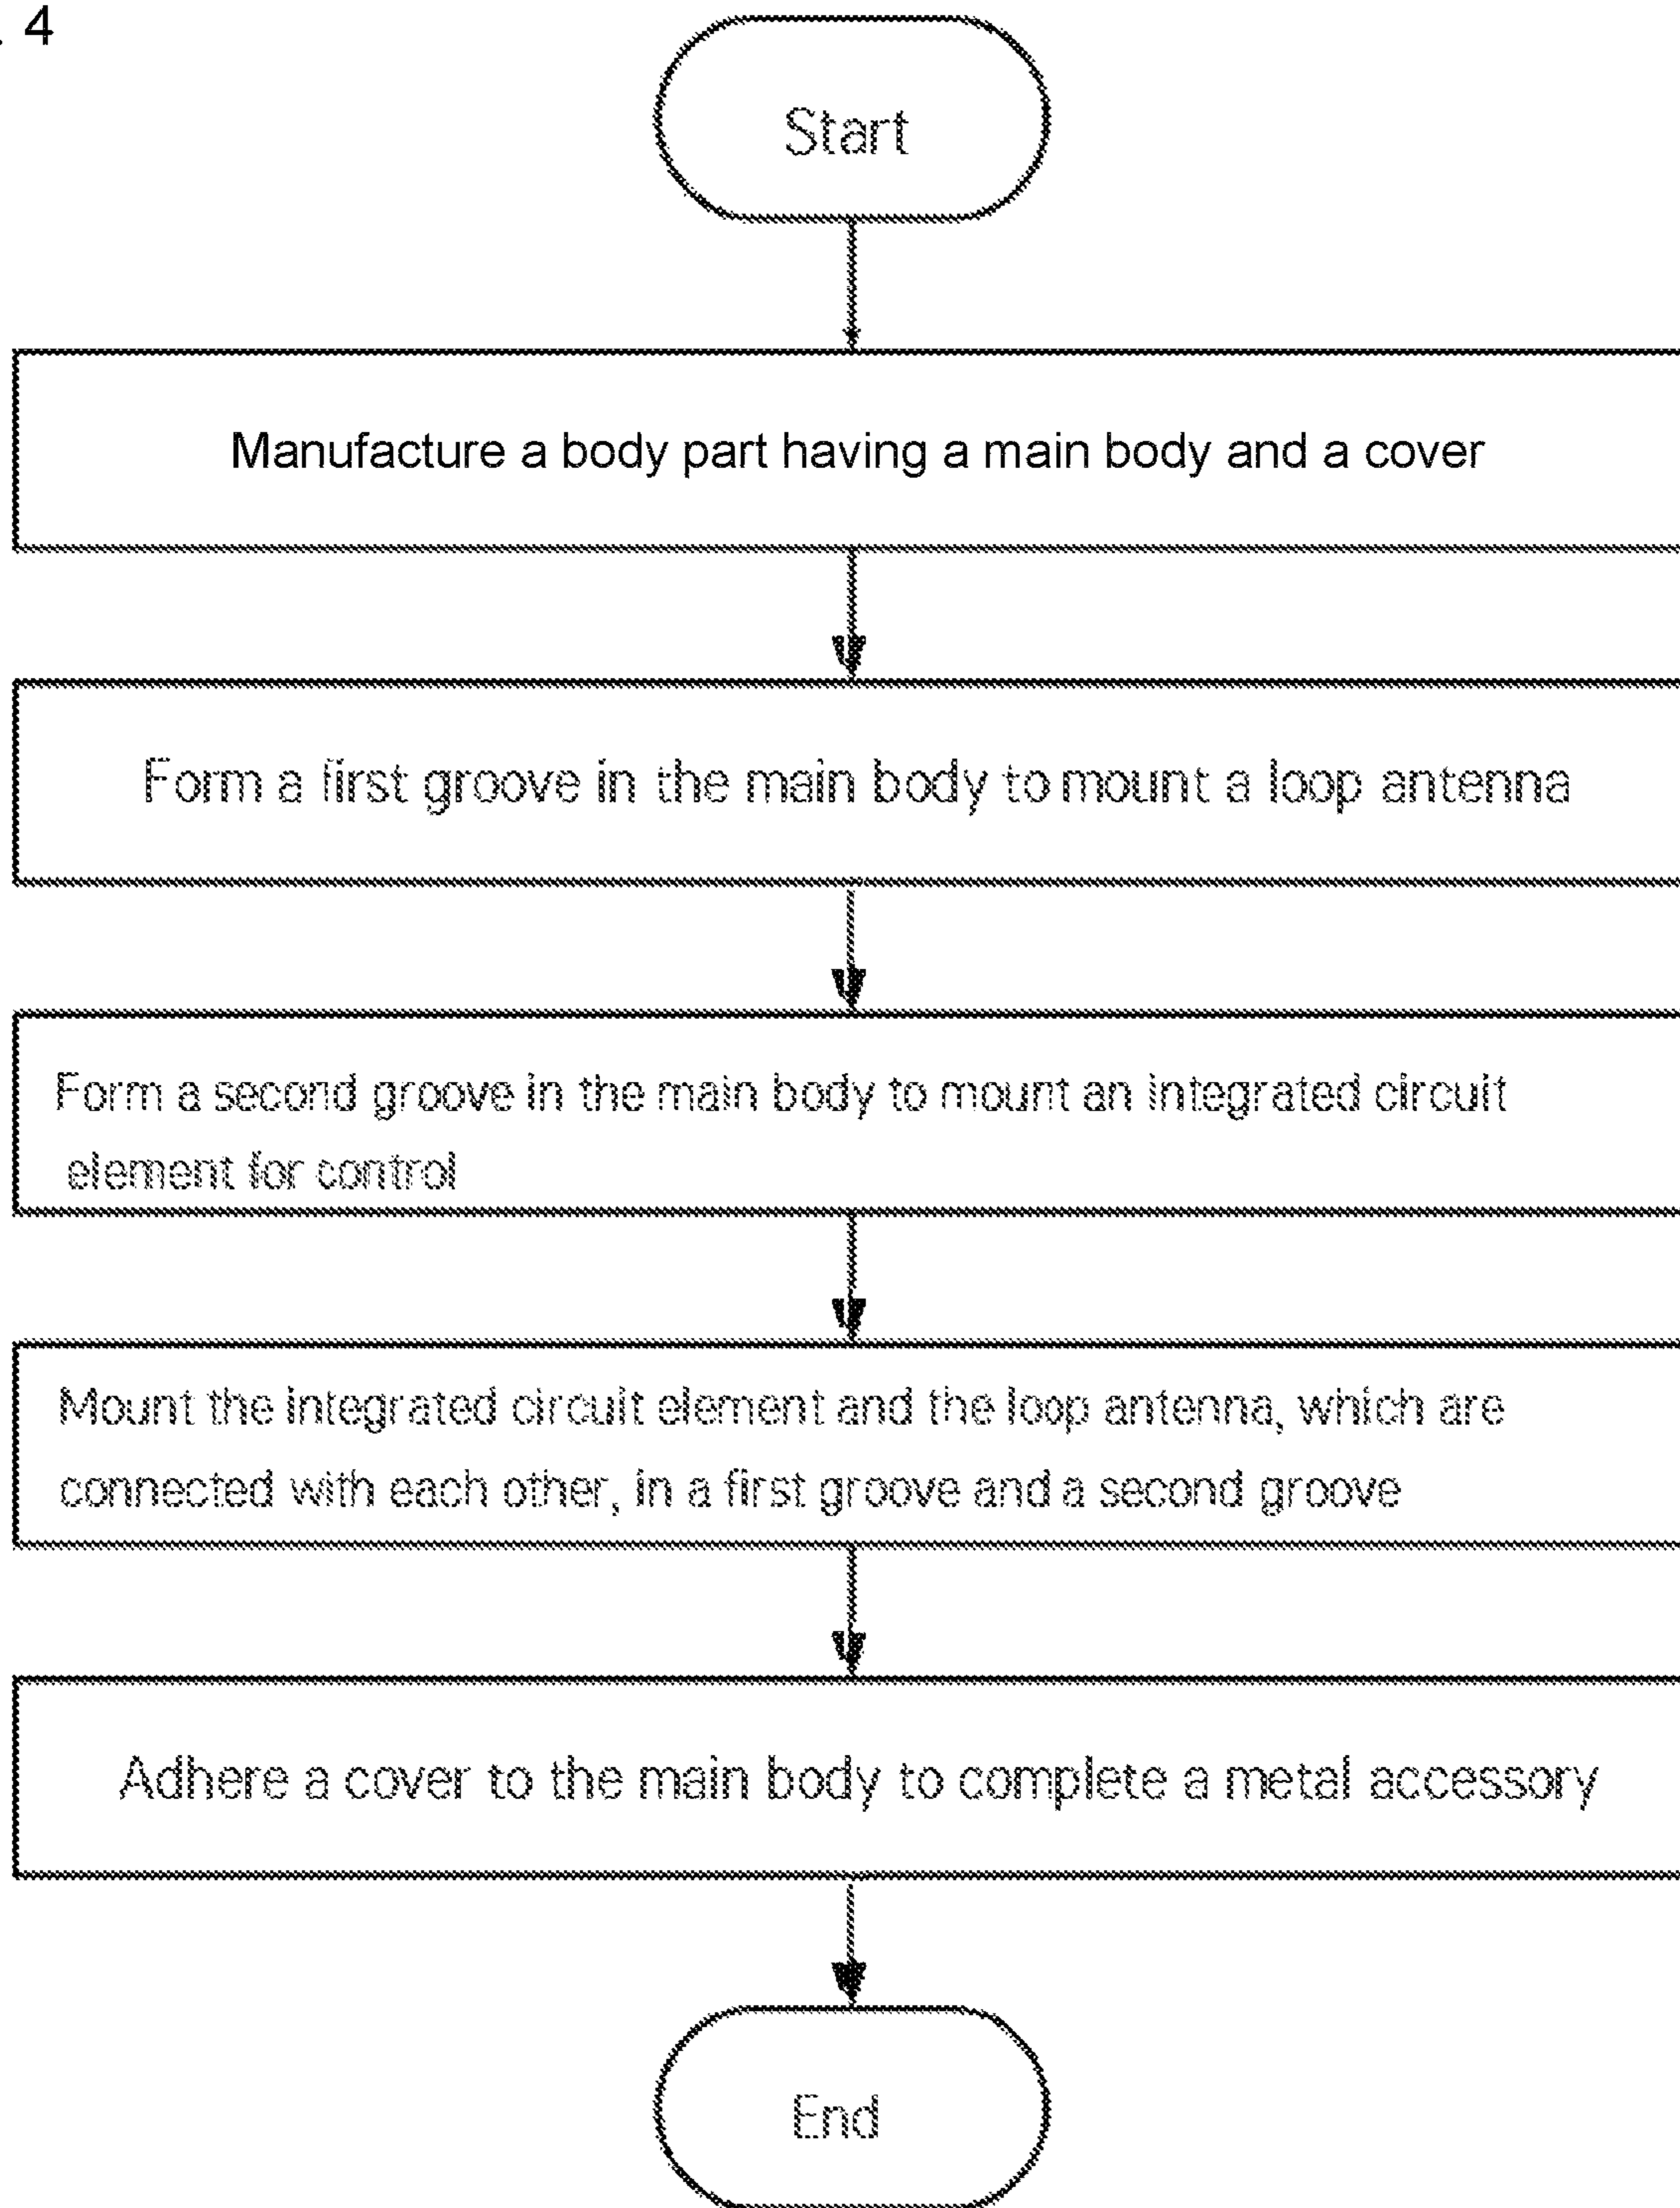 . 4
Start
Manufacture a body part having a main body and a cover
Form a first groove in the main body to mount a loop antenna
Form a second groove in the main body to mount an integrated circuit
element for control
Mount the integrated circuit element and the loop antenna, which are
connected with each other, in a first groove and a second groove
Adhere a cover to the main body to complete a metal accessory
End